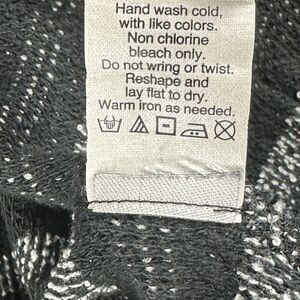 Hand wash cold,
with like colors.
Non chlorine
bleach only.
Do not wring or twist.
Reshape and
lay flat to dry.
Warm iron as needed.